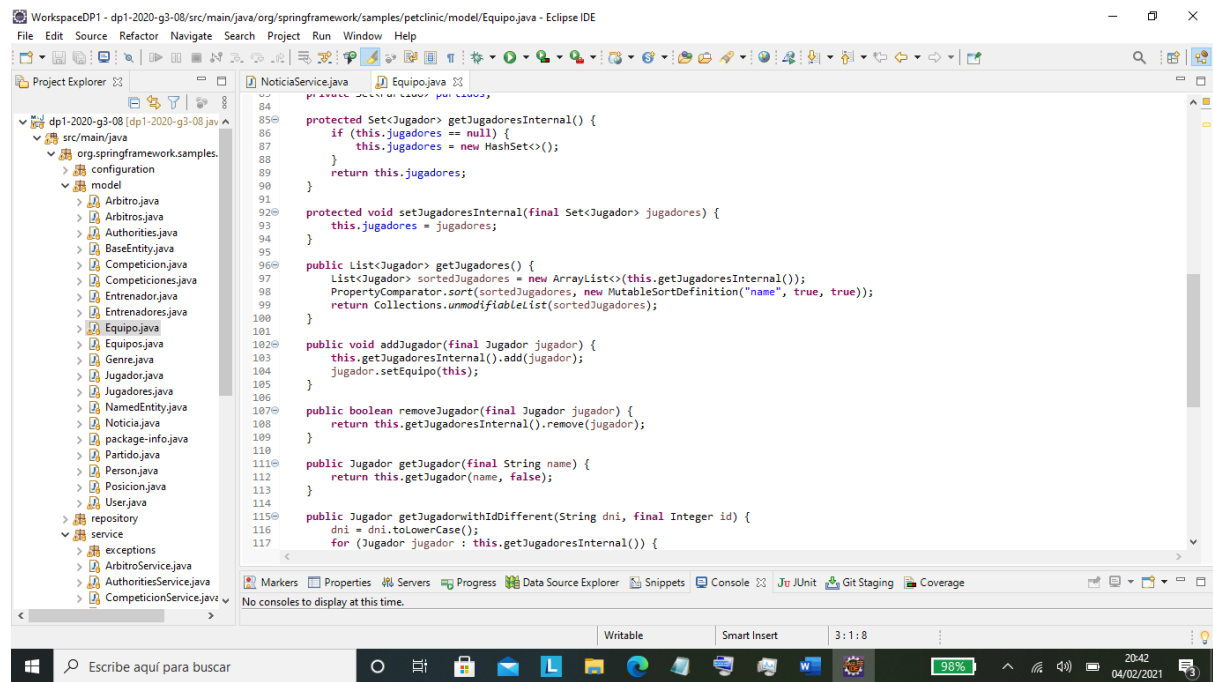 WorkspaceDP1 - dp1-2020-g3-08/src/main/java/org/springframework/samples/petclinic/model/Equipo.java - Eclipse IDE
File Edit Source Refactor Navigate Search Project Run Window Help
Project Explorer
NoticiaService.java Equipo.java
dp1-2020-g3-08 [dp1-2020-g3-08 jav
src/main/java
org.springframework.samples.
configuration
model
Arbitro.java
Arbitros.java
Authorities.java
BaseEntity.java
Competicion.java
Competiciones.java
Entrenador.java
Entrenadores.java
Equipo.java
Equipos.java
Genre.java
Jugador.java
Jugadores.java
NamedEntity.java
Noticia.java
package-info.java
Partido.java
Person.java
Posicion.java
User.java
repository
service
exceptions
ArbitroService.java
AuthoritiesService.java
CompeticionService.java
83 private Set<Partido> partidos;
84
85 protected Set<Jugador> getJugadoresInternal() {
86 if (this.jugadores == null) {
87 this.jugadores = new HashSet<>();
88 }
89 return this.jugadores;
90 }
91
92 protected void setJugadoresInternal(final Set<Jugador> jugadores) {
93 this.jugadores = jugadores;
94 }
95
96 public List<Jugador> getJugadores() {
97 List<Jugador> sortedJugadores = new ArrayList<>(this.getJugadoresInternal());
98 PropertyComparator.sort(sortedJugadores, new MutableSortDefinition("name", true, true));
99 return Collections.unmodifiableList(sortedJugadores);
100 }
101
102 public void addJugador(final Jugador jugador) {
103 this.getJugadoresInternal().add(jugador);
104 jugador.setEquipo(this);
105 }
106
107 public boolean removeJugador(final Jugador jugador) {
108 return this.getJugadoresInternal().remove(jugador);
109 }
110
111 public Jugador getJugador(final String name) {
112 return this.getJugador(name, false);
113 }
114
115 public Jugador getJugadorwithIdDifferent(String dni, final Integer id) {
116 dni = dni.toLowerCase();
117 for (Jugador jugador : this.getJugadoresInternal()) {
Markers Properties Servers Progress Data Source Explorer Snippets Console JUnit Git Staging Coverage
No consoles to display at this time.
Writable Smart Insert 3 : 1 : 8
Escribe aquí para buscar
98%
20:42
04/02/2021
3